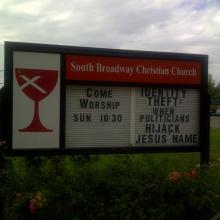 South Broadway Christian Church
COME
WORSHIP
SUN 10:30
IDENTITY
THEFT:
WHEN
POLITICIANS
HIJACK
JESUS NAME